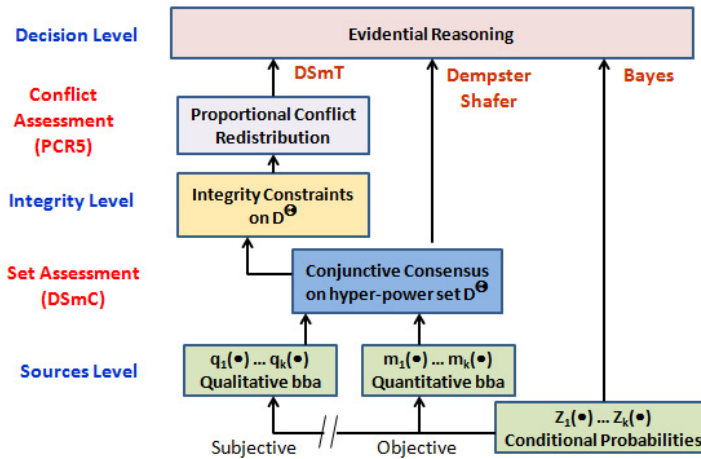 Decision Level
Evidential Reasoning
DSmT
Dempster
Shafer
Bayes
Conflict
Assessment
(PCR5)
Proportional Conflict
Redistribution
Integrity Level
Integrity Constraints
on D^Θ
Set Assessment
(DSmC)
Conjunctive Consensus
on hyper-power set D^Θ
Sources Level
q₁(•) ... qₖ(•)
Qualitative bba
m₁(•) ... mₖ(•)
Quantitative bba
Z₁(•) ... Zₖ(•)
Conditional Probabilities
Subjective // Objective